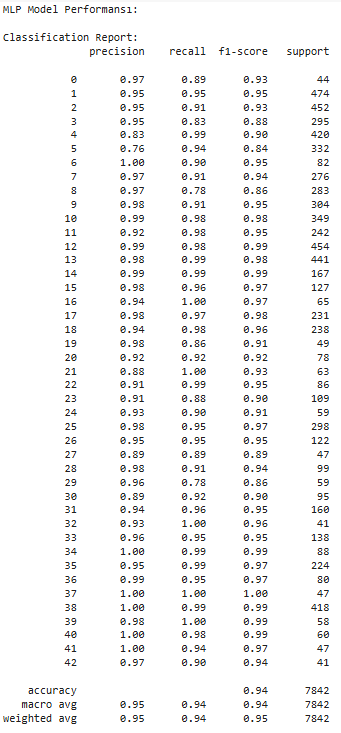 MLP Model Performansı:
Classification Report:
precision recall f1-score support
0 0.97 0.89 0.93 44
1 0.95 0.95 0.95 474
2 0.95 0.91 0.93 452
3 0.95 0.83 0.88 295
4 0.83 0.99 0.90 420
5 0.76 0.94 0.84 332
6 1.00 0.90 0.95 82
7 0.97 0.91 0.94 276
8 0.97 0.78 0.86 283
9 0.98 0.91 0.95 304
10 0.99 0.98 0.98 349
11 0.92 0.98 0.95 242
12 0.99 0.98 0.99 454
13 0.98 0.99 0.98 441
14 0.99 0.99 0.99 167
15 0.98 0.96 0.97 127
16 0.94 1.00 0.97 65
17 0.98 0.97 0.98 231
18 0.94 0.98 0.96 238
19 0.98 0.86 0.91 49
20 0.92 0.92 0.92 78
21 0.88 1.00 0.93 63
22 0.91 0.99 0.95 86
23 0.91 0.88 0.90 109
24 0.93 0.90 0.91 59
25 0.98 0.95 0.97 298
26 0.95 0.95 0.95 122
27 0.89 0.89 0.89 47
28 0.98 0.91 0.94 99
29 0.96 0.78 0.86 59
30 0.89 0.92 0.90 95
31 0.94 0.96 0.95 160
32 0.93 1.00 0.96 41
33 0.96 0.95 0.95 138
34 1.00 0.99 0.99 88
35 0.95 0.99 0.97 224
36 0.99 0.95 0.97 80
37 1.00 1.00 1.00 47
38 1.00 0.99 0.99 418
39 0.98 1.00 0.99 58
40 1.00 0.98 0.99 60
41 1.00 0.94 0.97 47
42 0.97 0.90 0.94 41
accuracy 0.94 7842
macro avg 0.95 0.94 0.94 7842
weighted avg 0.95 0.94 0.95 7842